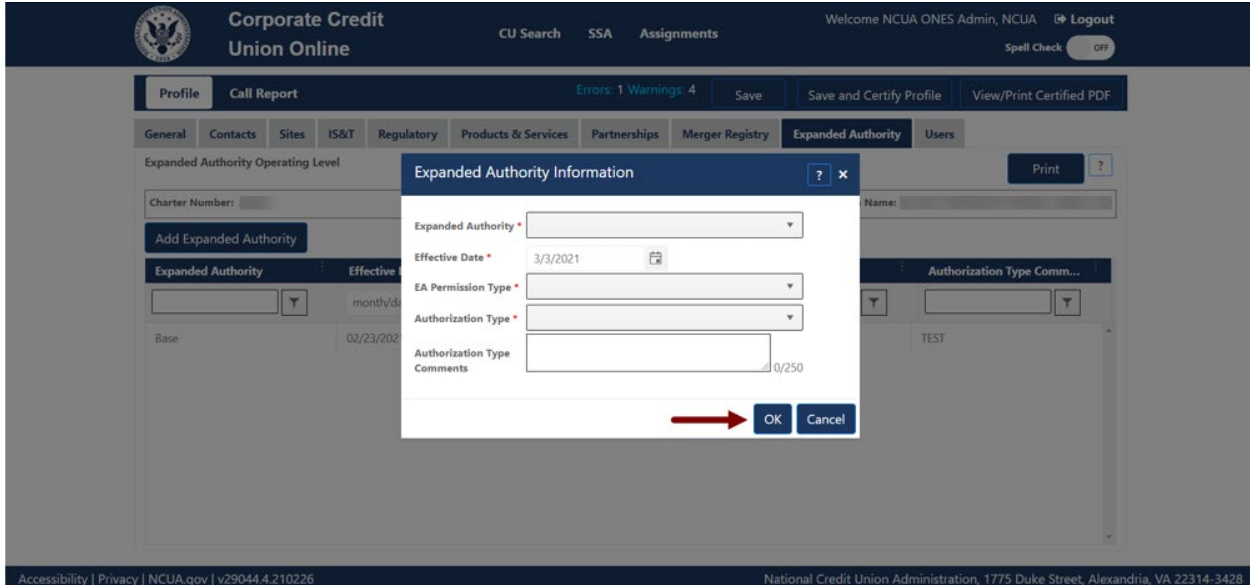 Corporate Credit
Union Online
CU Search SSA Assignments
Welcome NCUA ONES Admin, NCUA Logout
Spell Check OFF
Profile Call Report Errors: 1 Warnings: 4 Save Save and Certify Profile View/Print Certified PDF
General Contacts Sites IS&T Regulatory Products & Services Partnerships Merger Registry Expanded Authority Users
Expanded Authority Operating Level
Print ?
Charter Number:
Name:
Add Expanded Authority
Expanded Authority Effective Authorization Type Comm...
month/da
Base 02/23/202 TEST
Expanded Authority Information ? ×
Expanded Authority *
Effective Date * 3/3/2021
EA Permission Type *
Authorization Type *
Authorization Type
Comments
0/250
OK Cancel
Accessibility | Privacy | NCUA.gov | v29044.4.210226 National Credit Union Administration, 1775 Duke Street, Alexandria, VA 22314-3428